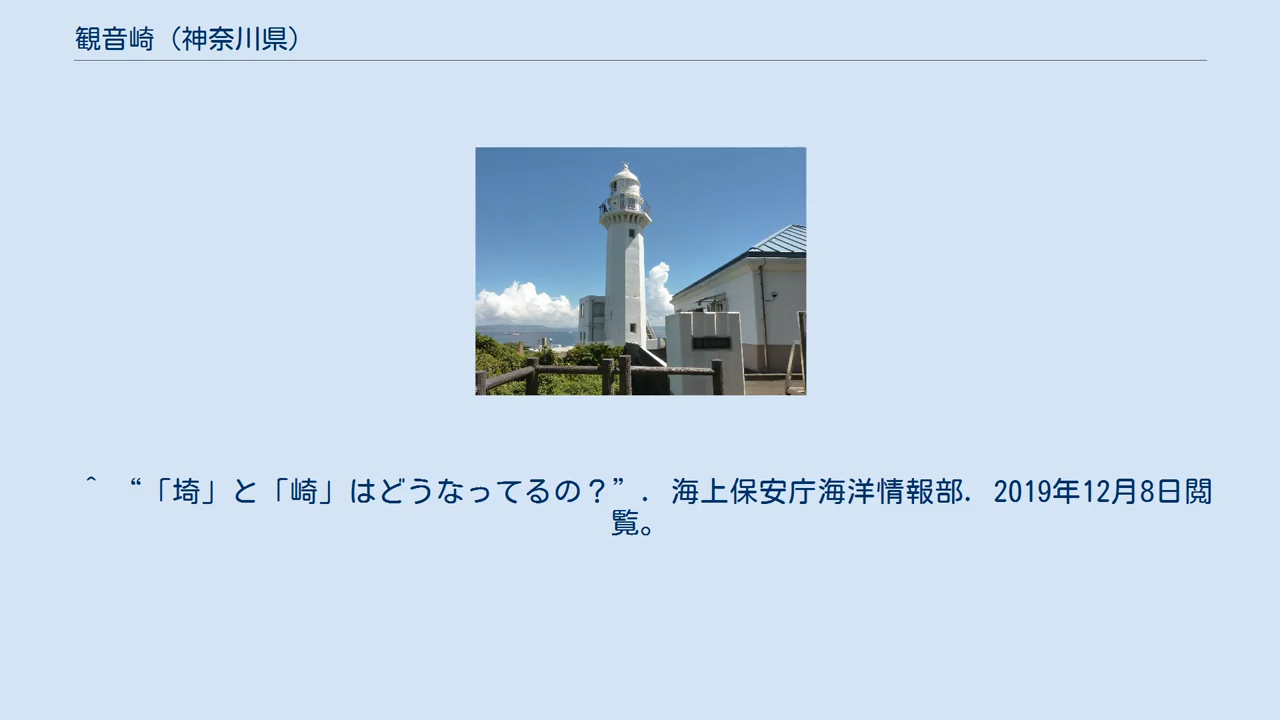 観音崎（神奈川県）
^ “「埼」と「崎」はどうなってるの？”. 海上保安庁海洋情報部. 2019年12月8日閲
覧。